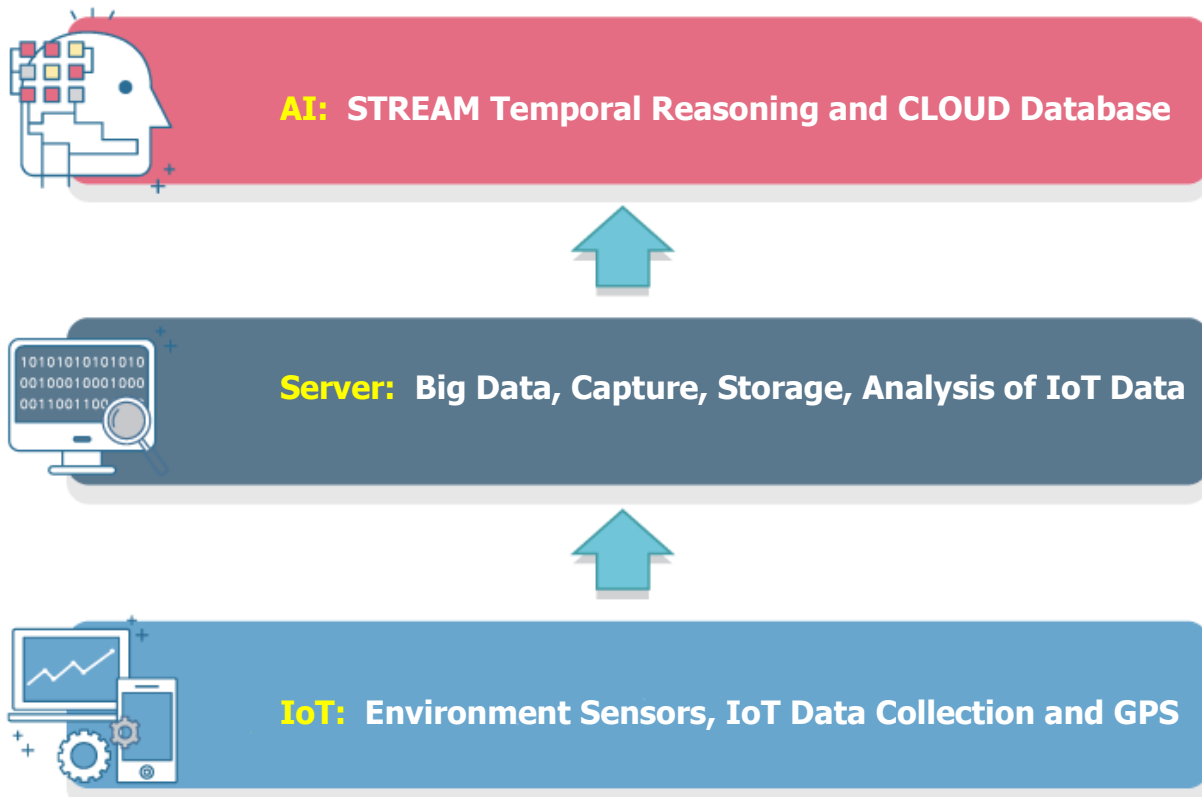 AI: STREAM Temporal Reasoning and CLOUD Database
10101010101010
00100010001000
0011001100
Server: Big Data, Capture, Storage, Analysis of IoT Data
IoT: Environment Sensors, IoT Data Collection and GPS